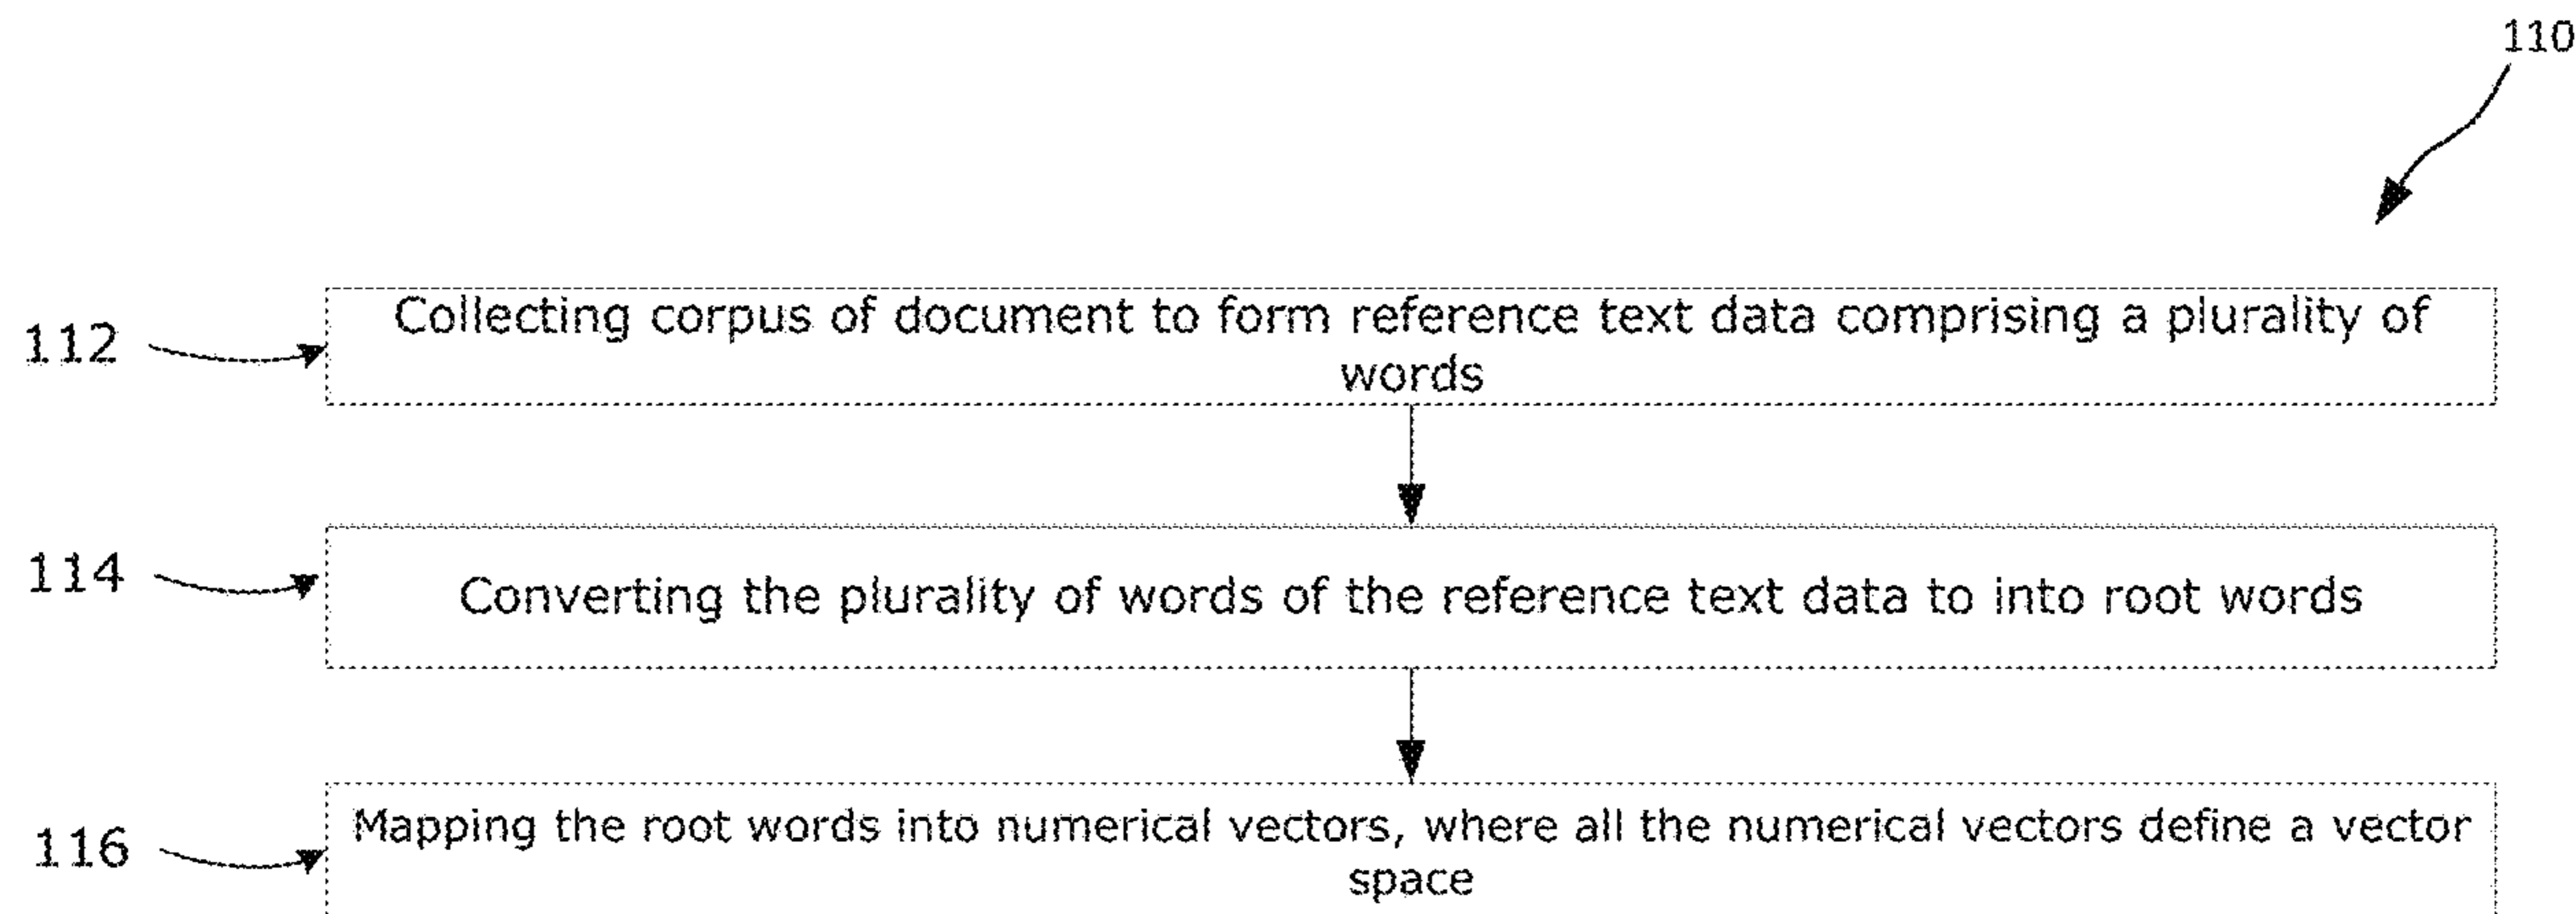 110
112
Collecting corpus of document to form reference text data comprising a plurality of
words
114
Converting the plurality of words of the reference text data to into root words
116
Mapping the root words into numerical vectors, where all the numerical vectors define a vector
space